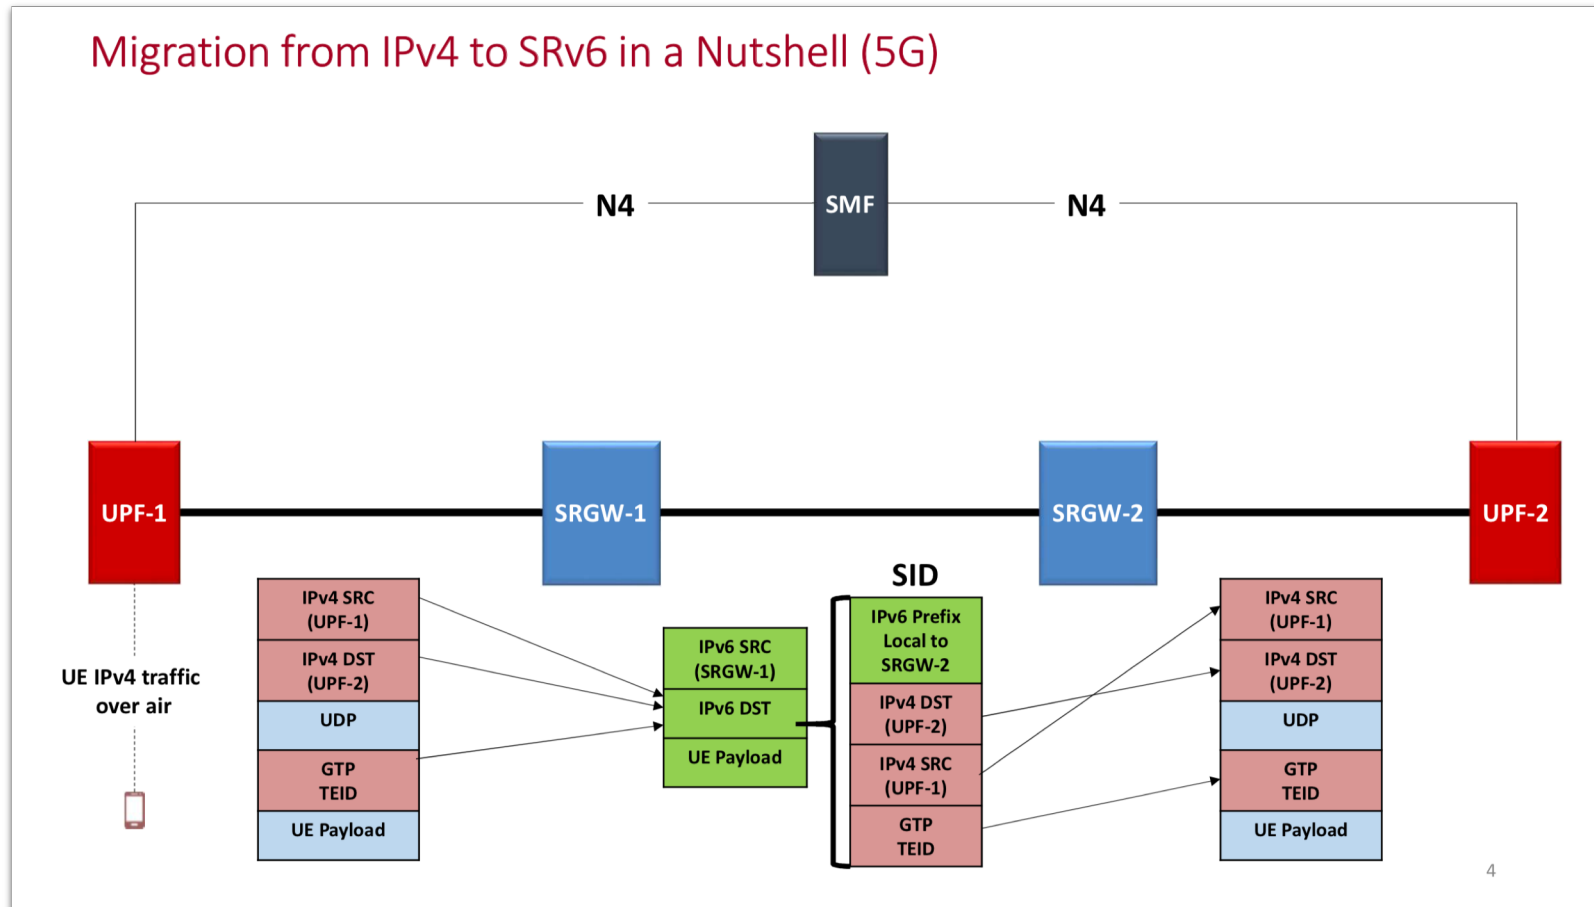 Migration from IPv4 to SRv6 in a Nutshell (5G)
N4
SMF
N4
UPF-1
SRGW-1
SRGW-2
UPF-2
UE IPv4 traffic
over air
IPv4 SRC
(UPF-1)
IPv4 DST
(UPF-2)
UDP
GTP
TEID
UE Payload
IPv6 SRC
(SRGW-1)
IPv6 DST
UE Payload
SID
IPv6 Prefix
Local to
SRGW-2
IPv4 DST
(UPF-2)
IPv4 SRC
(UPF-1)
GTP
TEID
IPv4 SRC
(UPF-1)
IPv4 DST
(UPF-2)
UDP
GTP
TEID
UE Payload
4